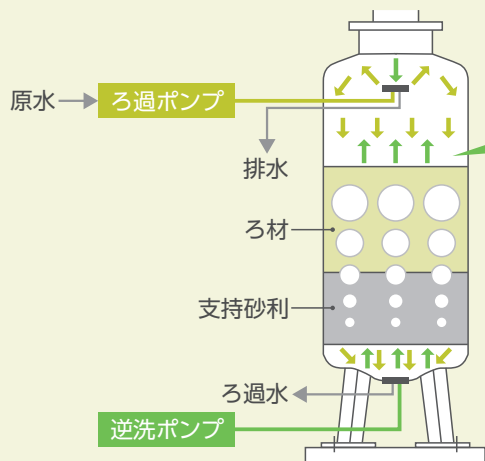 原水
ろ過ポンプ
排水
ろ材
支持砂利
ろ過水
逆洗ポンプ